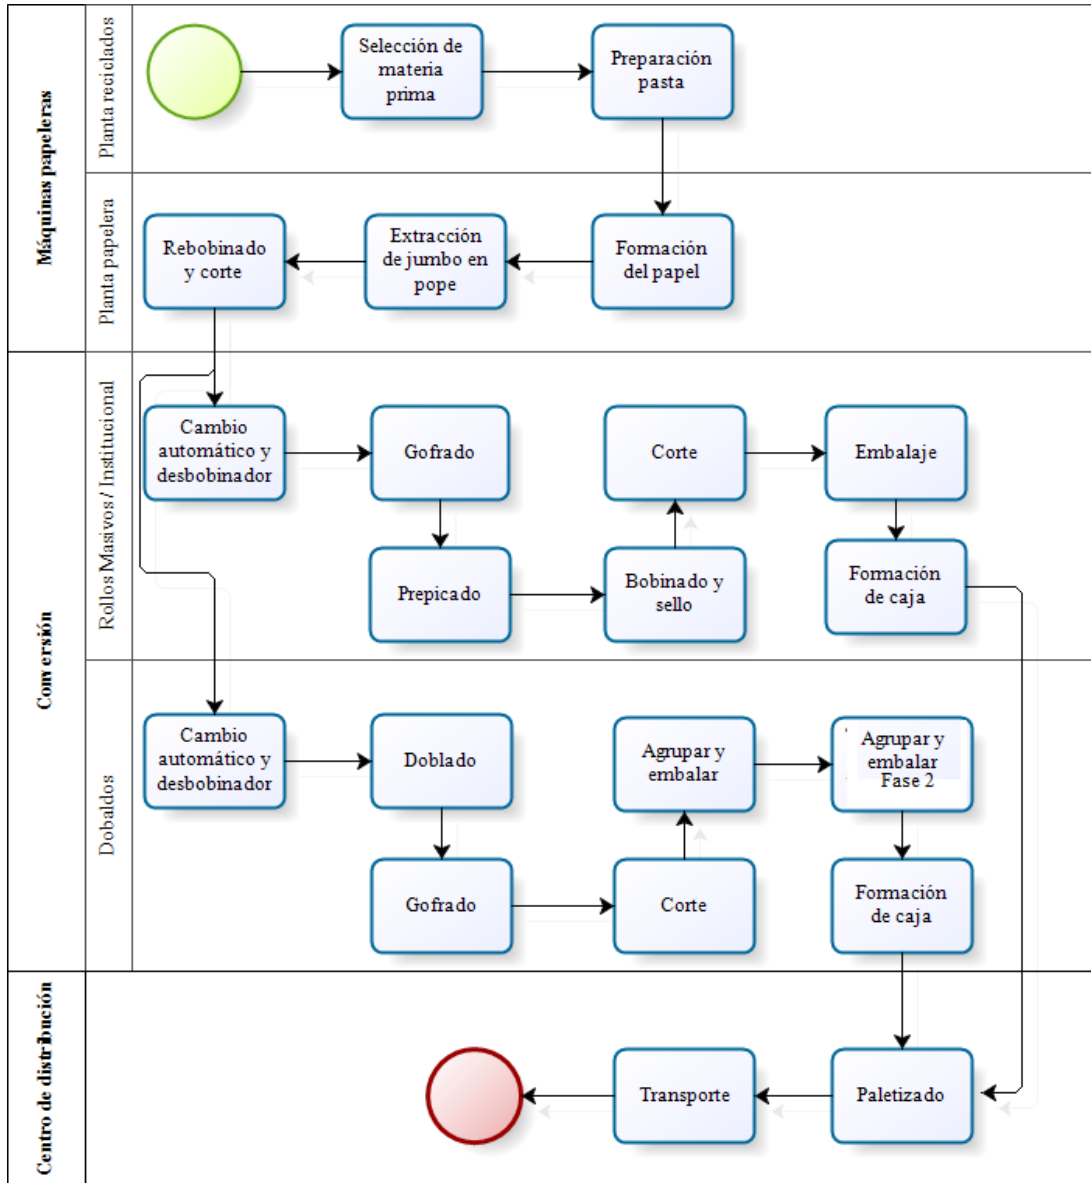 Máquinas papeleras
Planta reciclados
Selección de
materia
prima
Preparación
pasta
Planta papelera
Rebobinado
y corte
Extracción
de jumbo en
pope
Formación
del papel
Conversión
Rollos Masivos / Institucional
Cambio
automático y
desbobinador
Gofrado
Corte
Embalaje
Prepicado
Bobinado y
sello
Formación
de caja
Dobaldos
Cambio
automático y
desbobinador
Doblado
Agrupar y
embalar
Agrupar y
embalar
Fase 2
Gofrado
Corte
Formación
de caja
Centro de distribución
Transporte
Paletizado